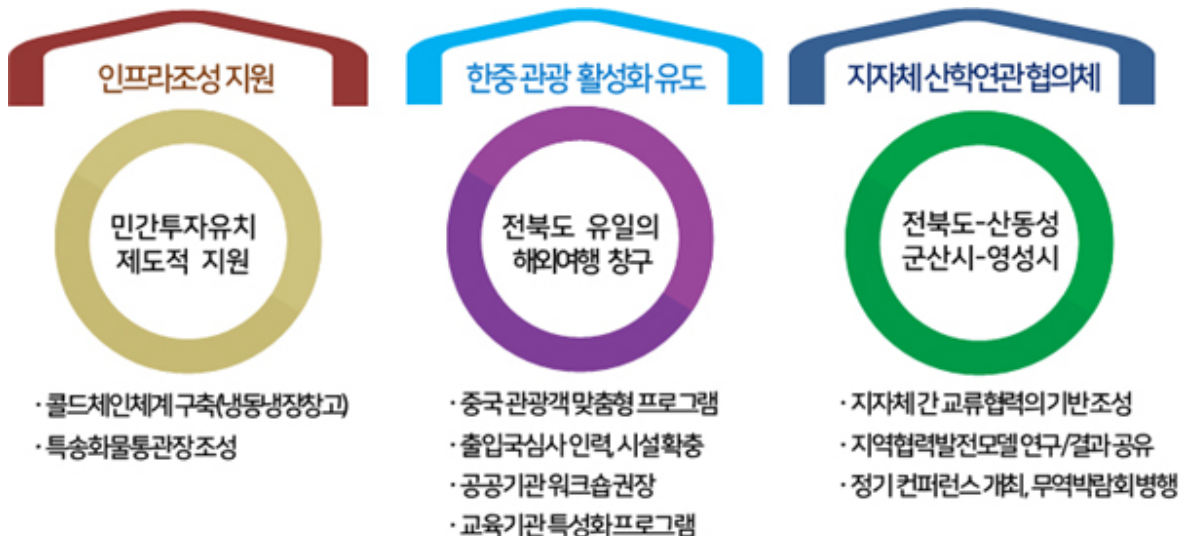 인프라조성 지원
민간투자유치
제도적 지원
· 콜드체인체계 구축(냉동냉장창고)
· 특송화물통관장 조성
한중 관광 활성화 유도
전북도 유일의
해외여행 창구
· 중국 관광객 맞춤형 프로그램
· 출입국심사 인력, 시설 확충
· 공공기관 워크숍 권장
· 교육기관 특성화 프로그램
지자체 산학연관 협의체
전북도-산동성
군산시-영성시
· 지자체 간 교류협력의 기반 조성
· 지역협력발전모델 연구/결과 공유
· 정기 컨퍼런스 개최, 무역박람회 병행